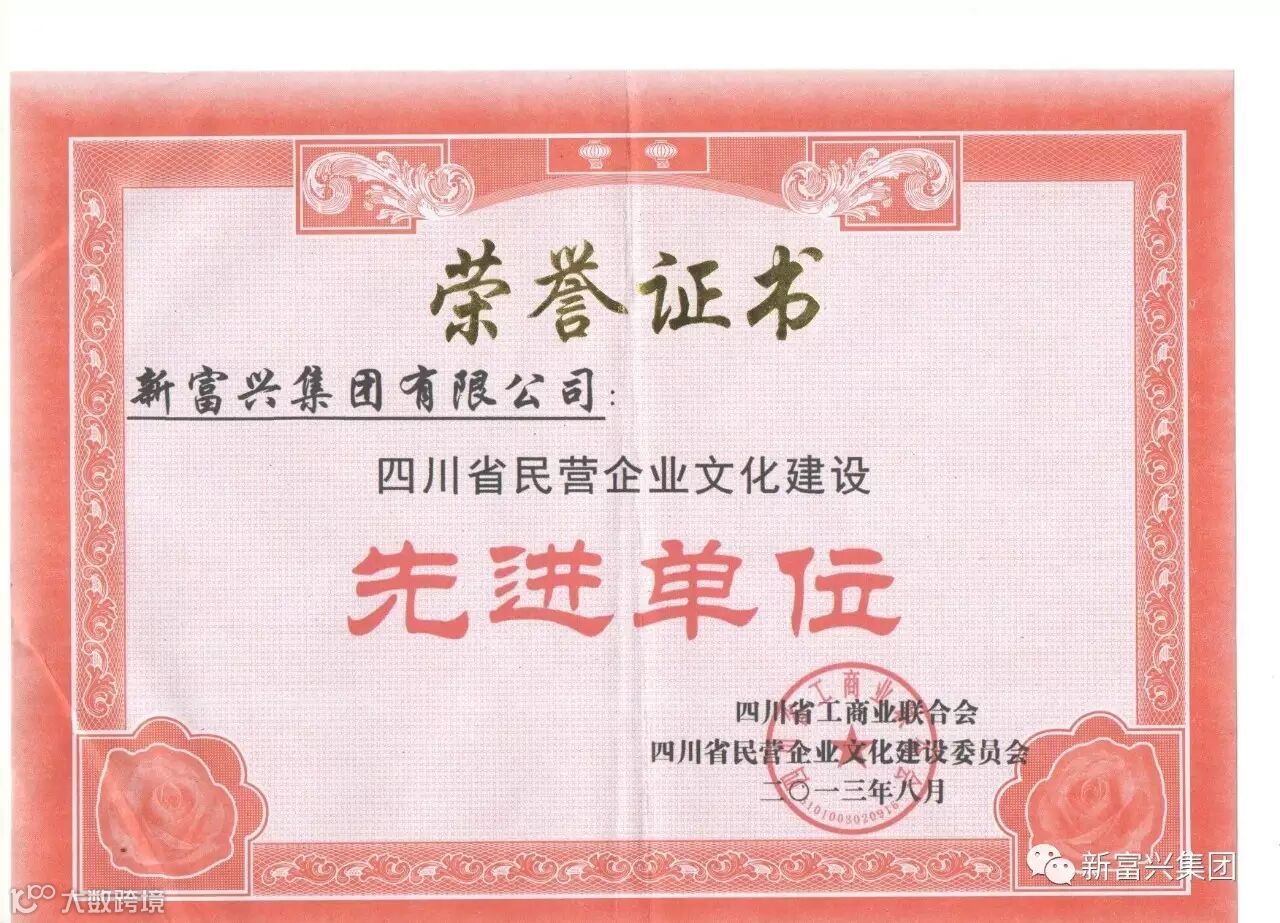 荣誉证书
新富兴集团有限公司：
四川省民营企业文化建设
先进单位
四川省工商业联合会
四川省民营企业文化建设委员会
二〇一三年八月
新富兴集团
大数跨境